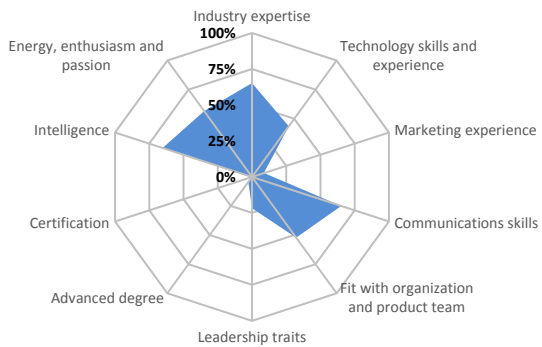 Industry expertise
100%
Energy, enthusiasm and
passion
Technology skills and
experience
75%
50%
Intelligence
Marketing experience
25%
0%
Certification
Communications skills
Advanced degree
Fit with organization
and product team
Leadership traits